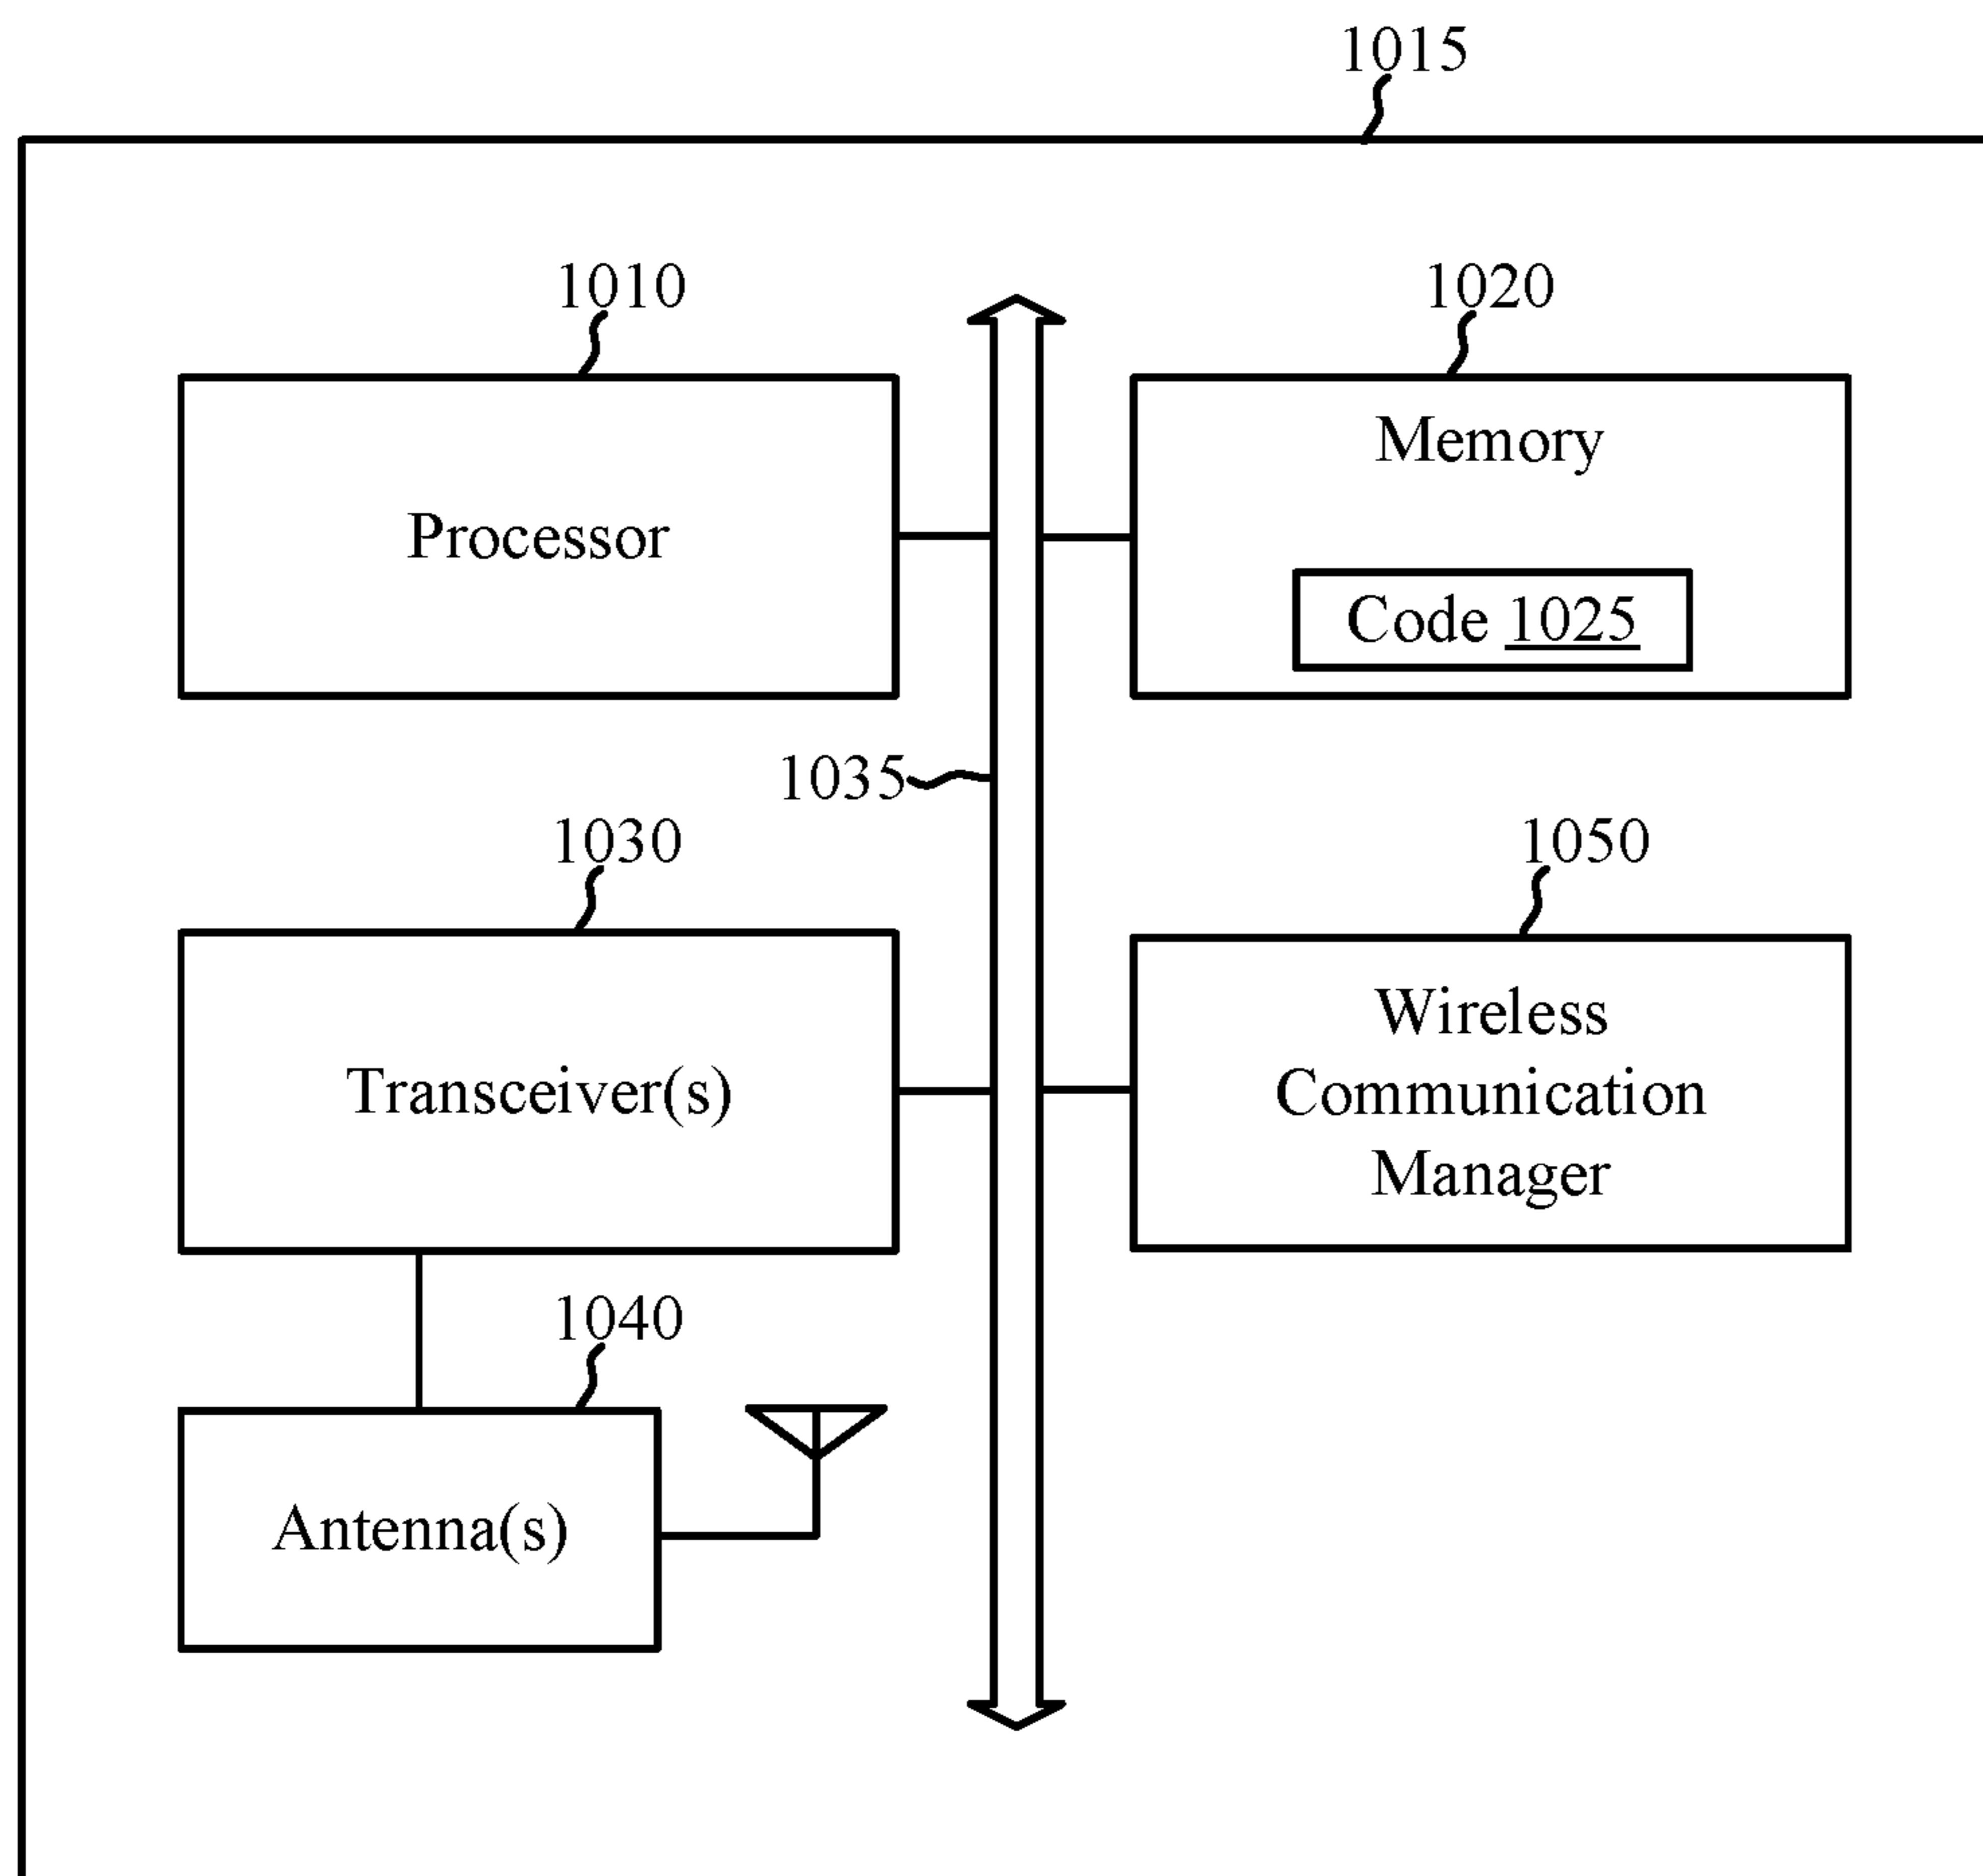 1015
1010
1020
Processor
Memory
Code 1025
1035
1030
1050
Transceiver(s)
Wireless
Communication
Manager
1040
Antenna(s)